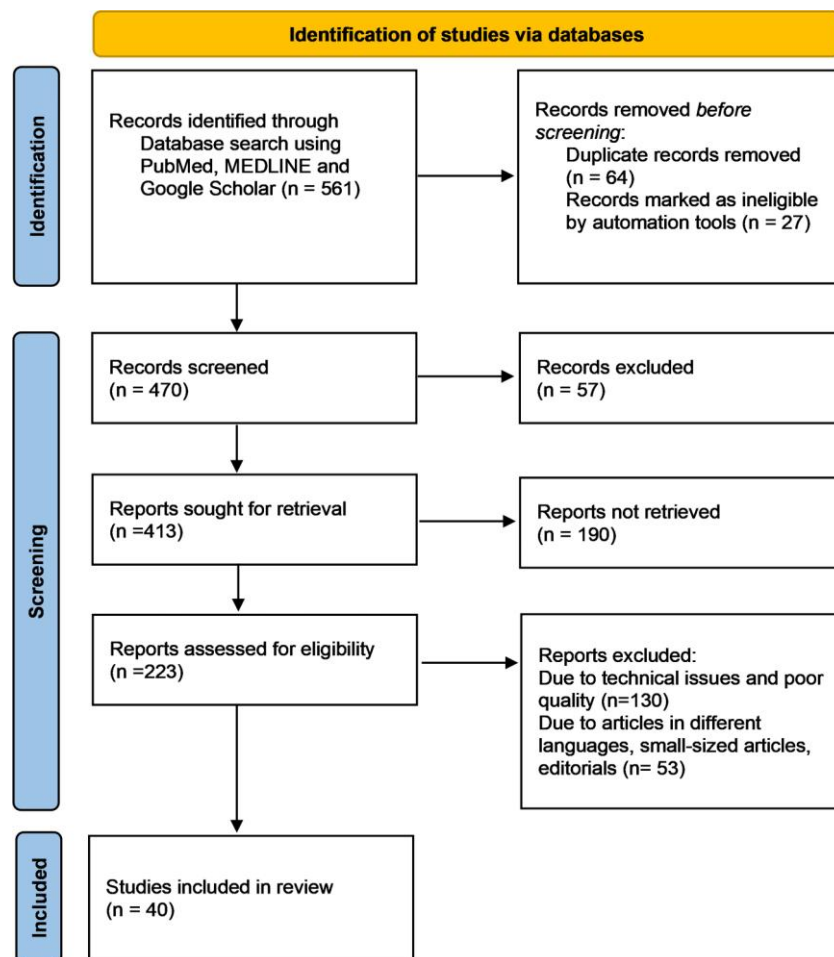 Identification of studies via databases
Identification
Records identified through
Database search using
PubMed, MEDLINE and
Google Scholar (n = 561)
Records removed before
screening:
Duplicate records removed
(n = 64)
Records marked as ineligible
by automation tools (n = 27)
Screening
Records screened
(n = 470)
Records excluded
(n = 57)
Reports sought for retrieval
(n =413)
Reports not retrieved
(n = 190)
Reports assessed for eligibility
(n =223)
Reports excluded:
Due to technical issues and poor
quality (n=130)
Due to articles in different
languages, small-sized articles,
editorials (n= 53)
Included
Studies included in review
(n = 40)